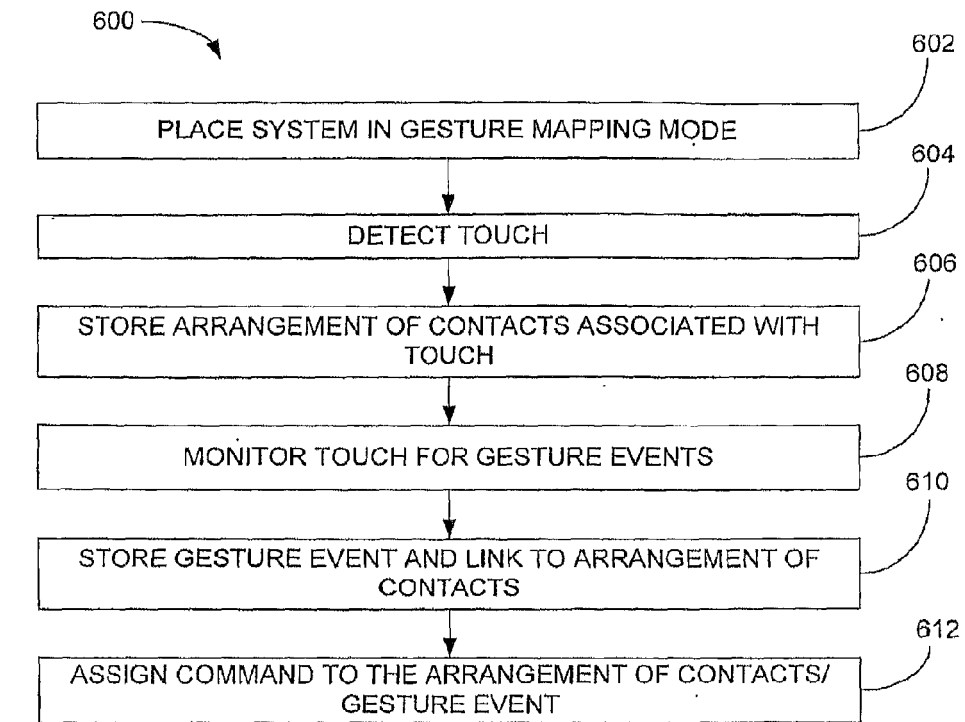 600
602
PLACE SYSTEM IN GESTURE MAPPING MODE
604
DETECT TOUCH
606
STORE ARRANGEMENT OF CONTACTS ASSOCIATED WITH
TOUCH
608
MONITOR TOUCH FOR GESTURE EVENTS
610
STORE GESTURE EVENT AND LINK TO ARRANGEMENT OF
CONTACTS
612
ASSIGN COMMAND TO THE ARRANGEMENT OF CONTACTS/
GESTURE EVENT